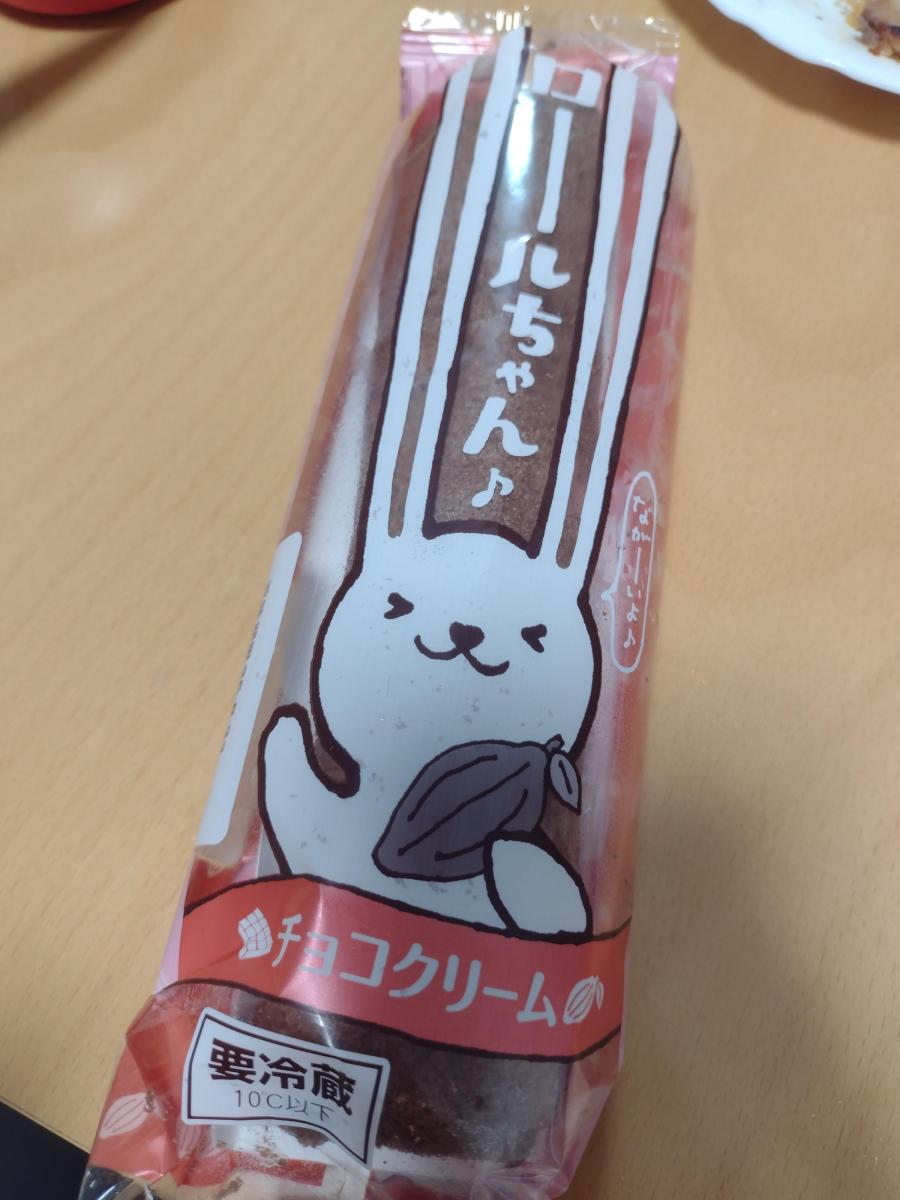 ロールちゃん♪
ながーいよ♪
チョコクリーム
要冷蔵
10℃以下